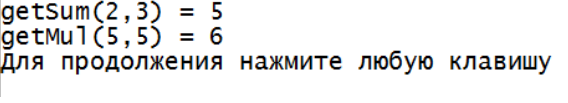 getSum(2,3) = 5
getMul(5,5) = 6
Для продолжения нажмите любую клавишу